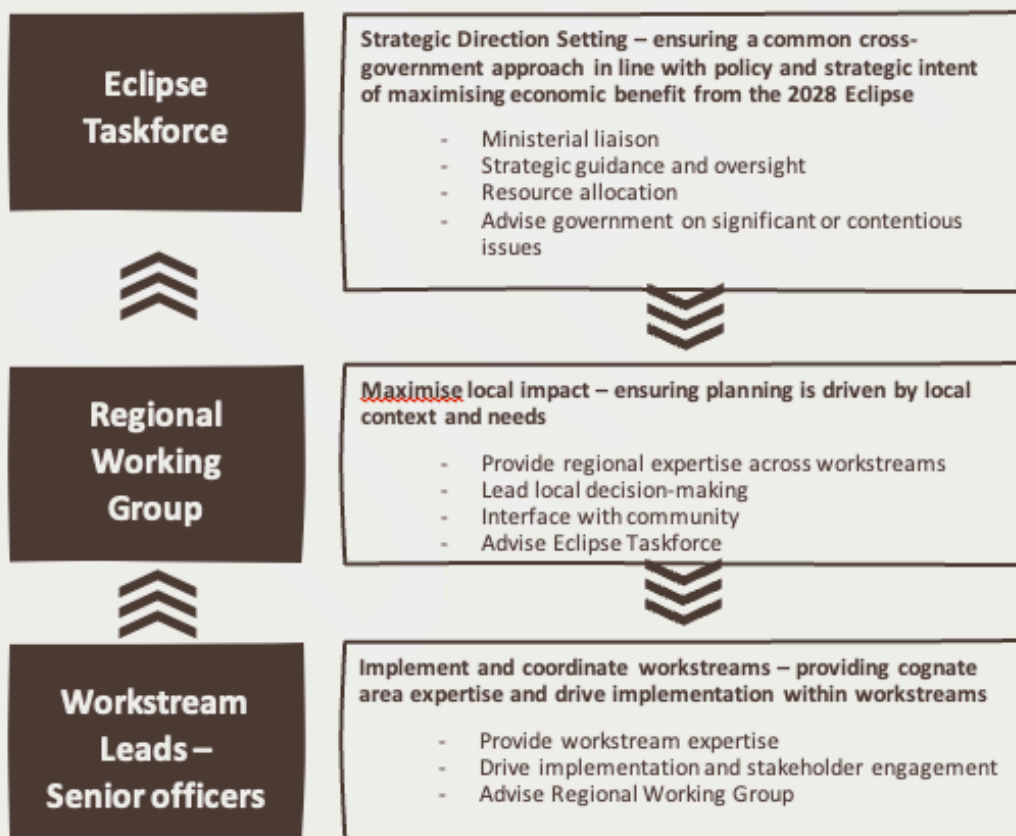 Eclipse
Taskforce
Strategic Direction Setting – ensuring a common cross-
government approach in line with policy and strategic intent
of maximising economic benefit from the 2028 Eclipse
- Ministerial liaison
- Strategic guidance and oversight
- Resource allocation
- Advise government on significant or contentious
issues
Regional
Working
Group
Maximise local impact – ensuring planning is driven by local
context and needs
- Provide regional expertise across workstreams
- Lead local decision-making
- Interface with community
- Advise Eclipse Taskforce
Workstream
Leads –
Senior officers
Implement and coordinate workstreams – providing cognate
area expertise and drive implementation within workstreams
- Provide workstream expertise
- Drive implementation and stakeholder engagement
- Advise Regional Working Group